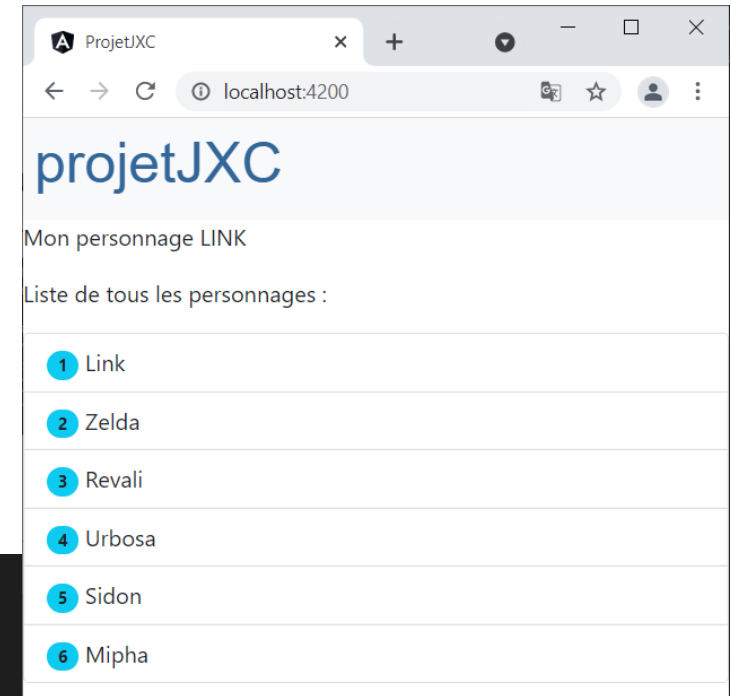 ProjetJXC
localhost:4200
projetJXC
Mon personnage LINK
Liste de tous les personnages :
1 Link
2 Zelda
3 Revali
4 Urbosa
5 Sidon
6 Mipha